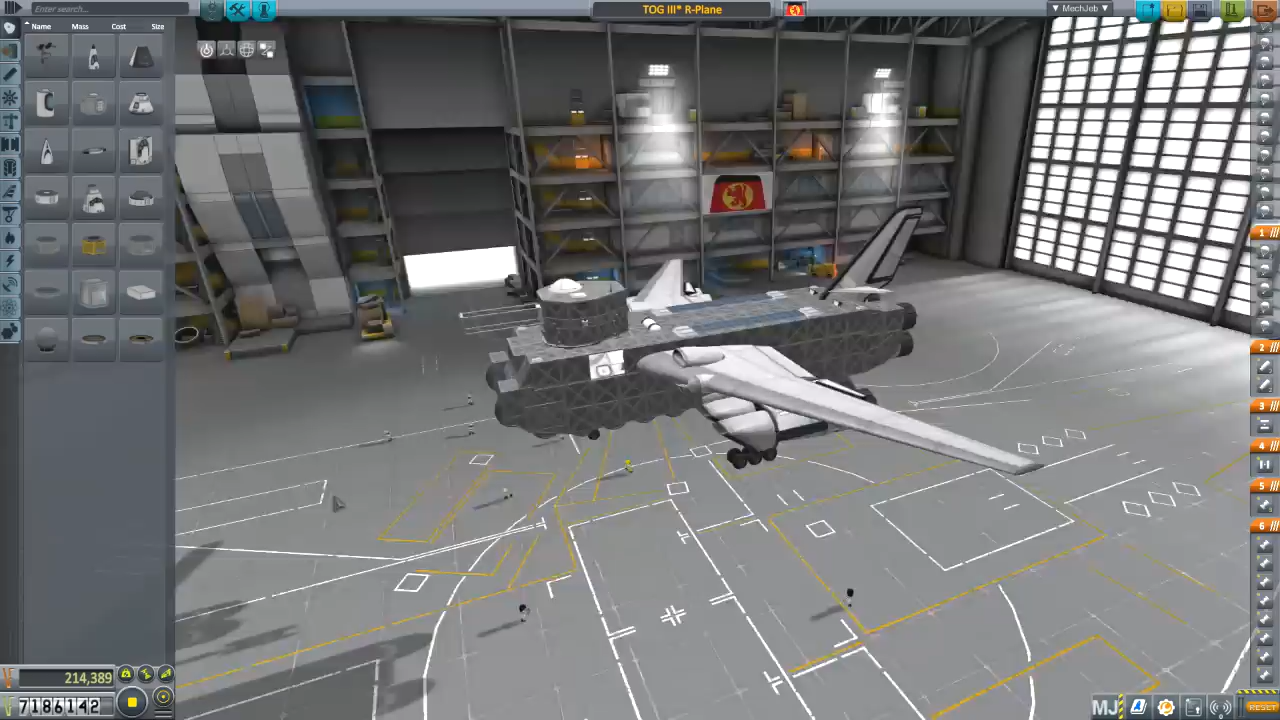 Enter search...
TOG III* R-Plane
▼ MechJeb ▼
Name Mass Cost Size
1
2
3
4
5
6
214,389
7186142
MJ
RESET